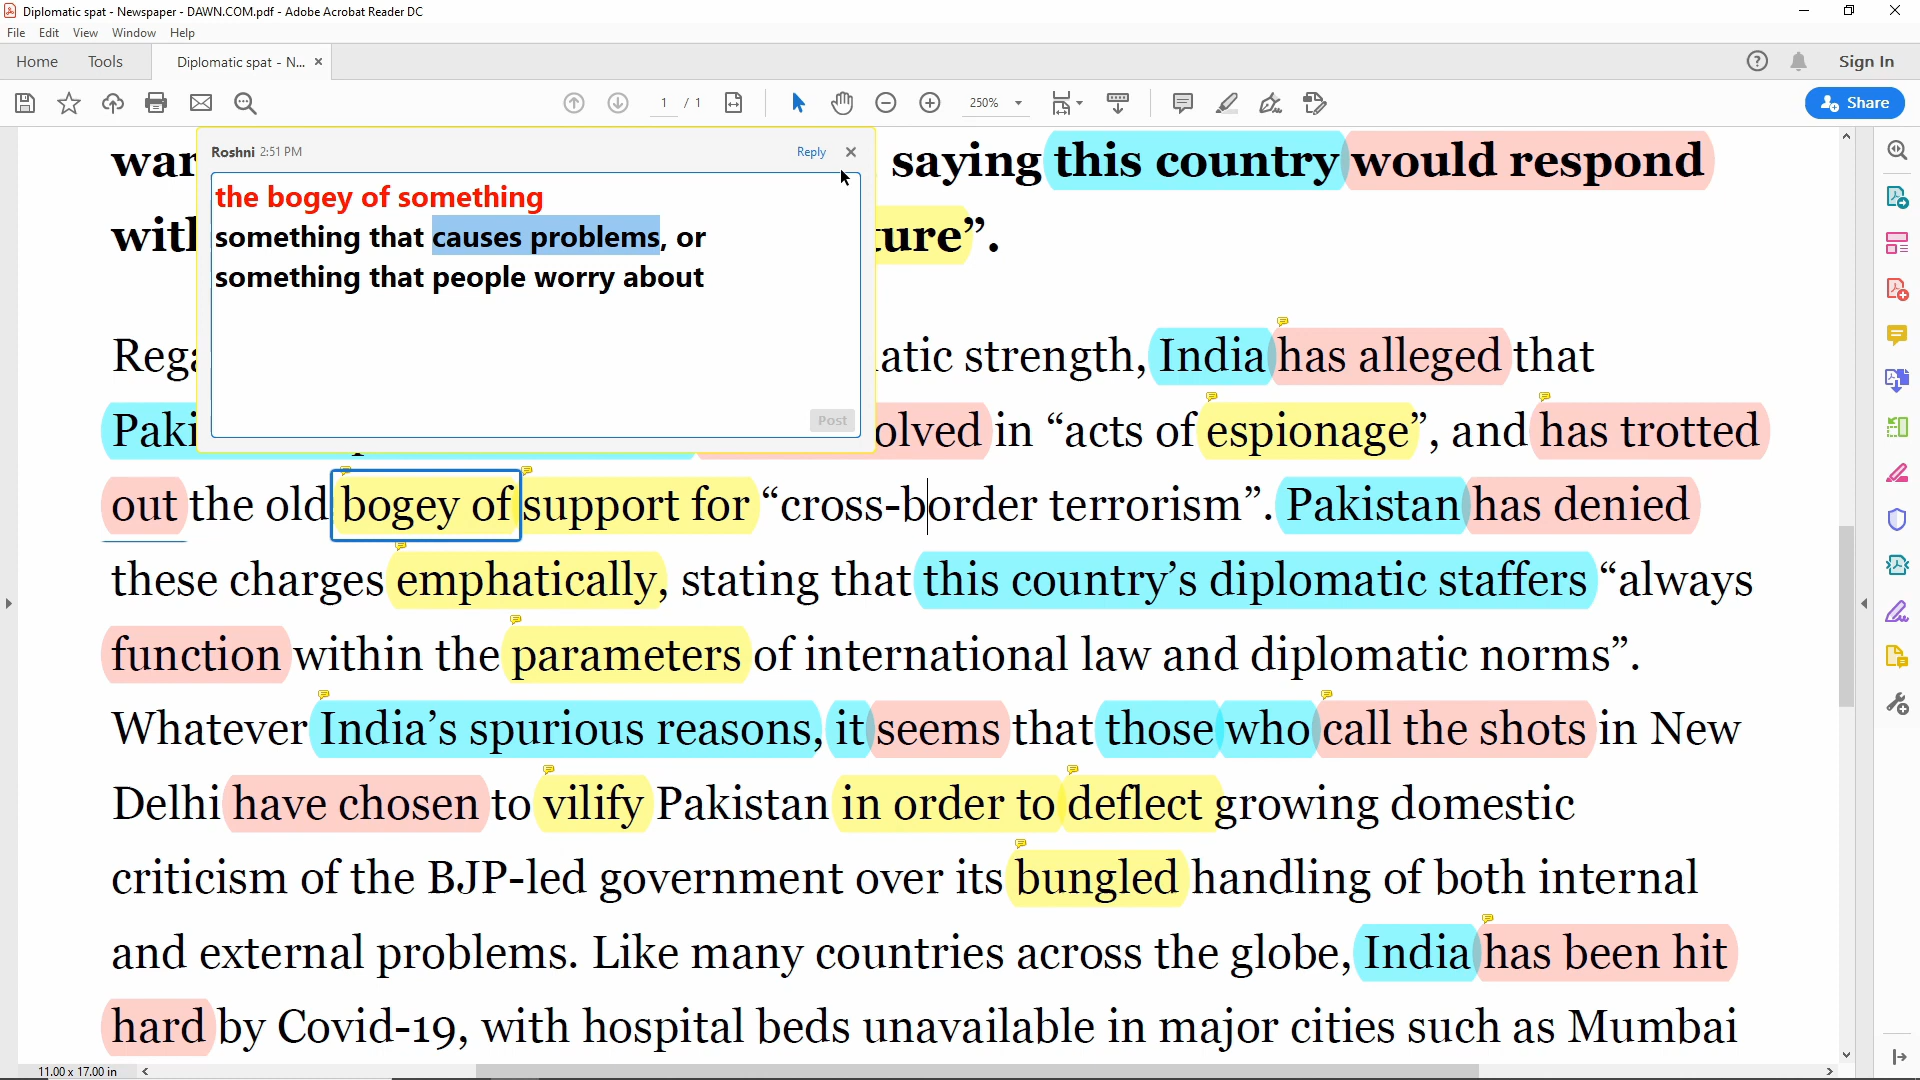 Diplomatic spat - Newspaper - DAWN.COM.pdf - Adobe Acrobat Reader DC
File Edit View Window Help
Home Tools Diplomatic spat - N... Sign In
1 / 1 250% Share
Roshni 2:51 PM Reply
the bogey of something
something that causes problems, or
something that people worry about
Post
war saying this country would respond
with ture”.
Rega atic strength, India has alleged that
Paki olved in “acts of espionage”, and has trotted
out the old bogey of support for “cross-border terrorism”. Pakistan has denied
these charges emphatically, stating that this country’s diplomatic staffers “always
function within the parameters of international law and diplomatic norms”.
Whatever India’s spurious reasons, it seems that those who call the shots in New
Delhi have chosen to vilify Pakistan in order to deflect growing domestic
criticism of the BJP-led government over its bungled handling of both internal
and external problems. Like many countries across the globe, India has been hit
hard by Covid-19, with hospital beds unavailable in major cities such as Mumbai
11.00 x 17.00 in